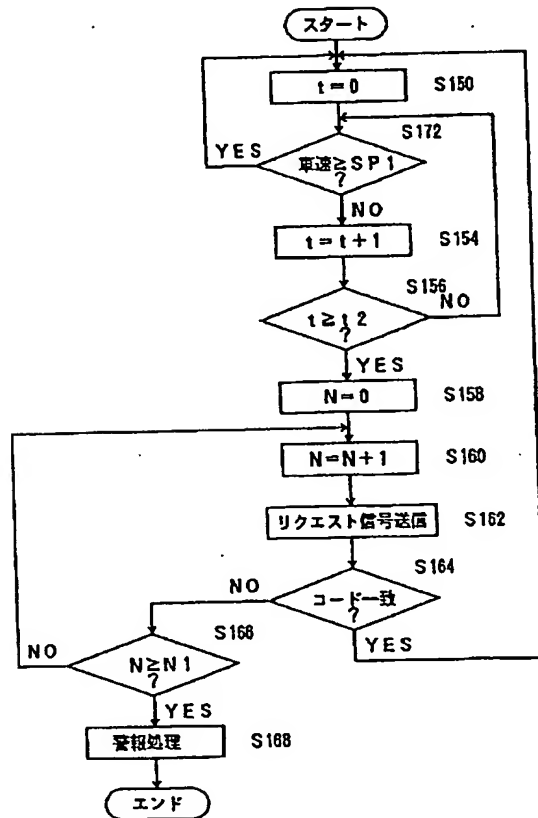 スタート
t=0 S150
S172
YES 車速≧SP1
?
NO
t=t+1 S154
S156
t≧t2 NO
?
YES
N=0 S158
N=N+1 S160
リクエスト信号送信 S162
S164
NO コード一致
?
YES
S166
NO N≧N1
?
YES
警報処理 S168
エンド